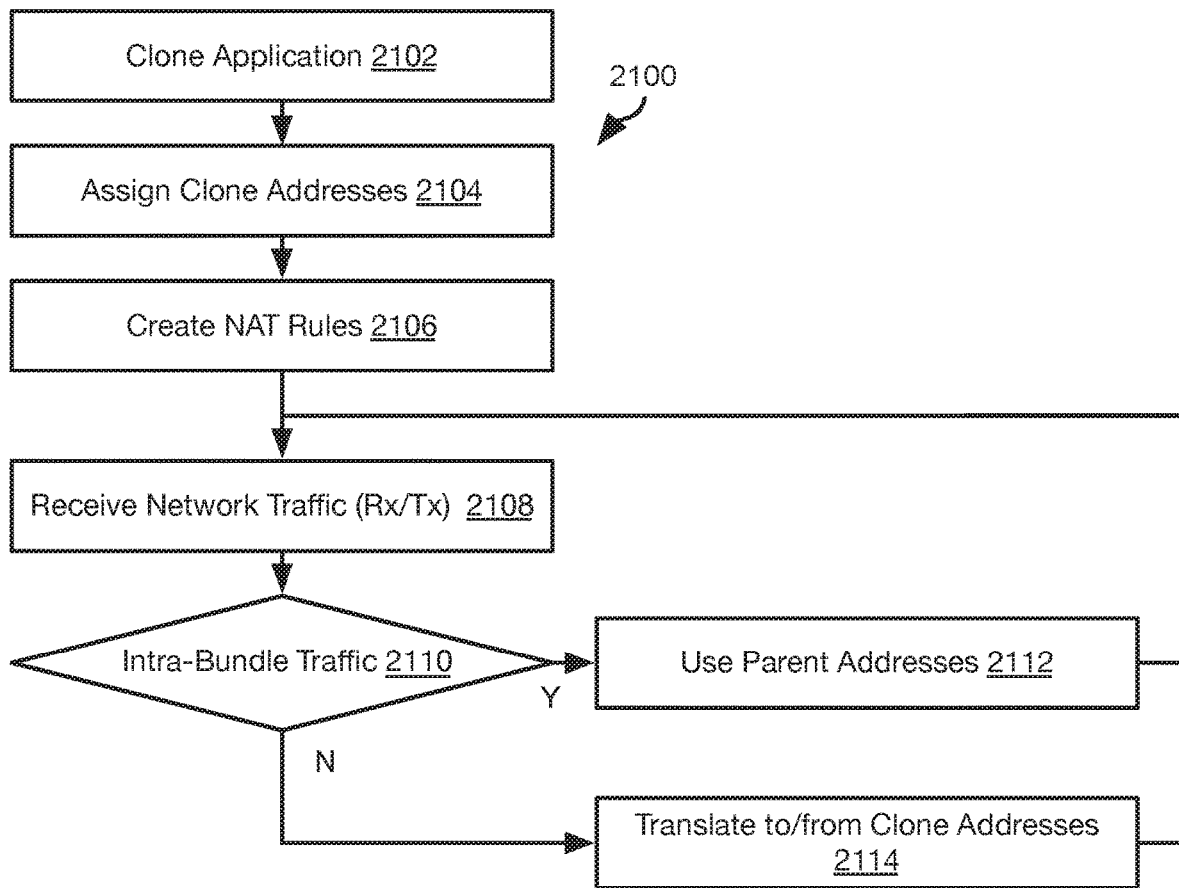 Clone Application 2102
2100
Assign Clone Addresses 2104
Create NAT Rules 2106
Receive Network Traffic (Rx/Tx) 2108
Intra-Bundle Traffic 2110
Y
Use Parent Addresses 2112
N
Translate to/from Clone Addresses
2114